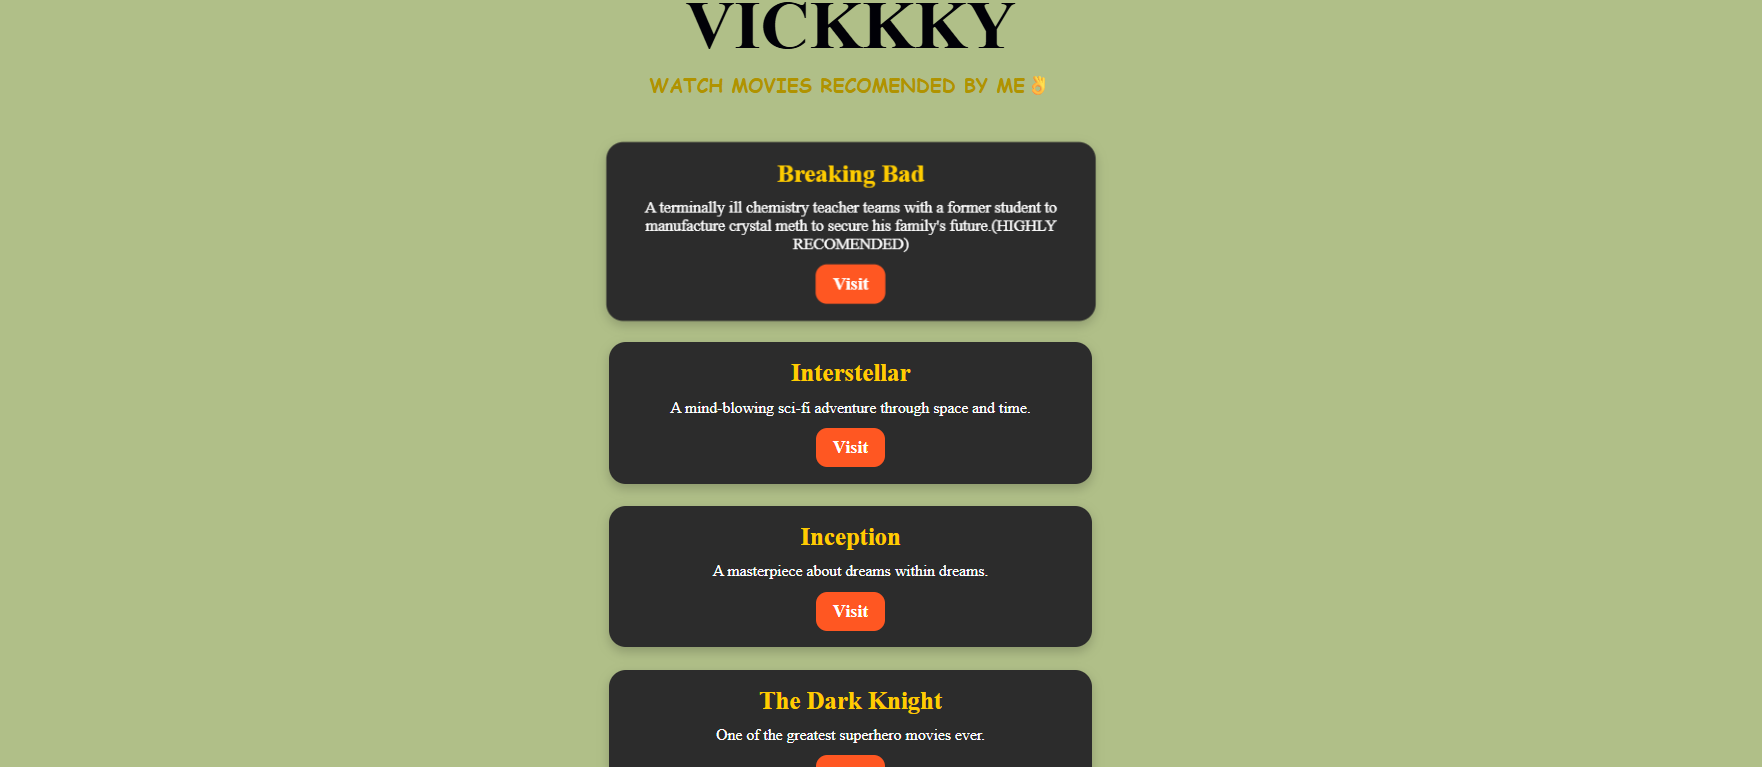 VICKKKY
WATCH MOVIES RECOMENDED BY ME👌
Breaking Bad
A terminally ill chemistry teacher teams with a former student to
manufacture crystal meth to secure his family's future.(HIGHLY
RECOMENDED)
Visit
Interstellar
A mind-blowing sci-fi adventure through space and time.
Visit
Inception
A masterpiece about dreams within dreams.
Visit
The Dark Knight
One of the greatest superhero movies ever.